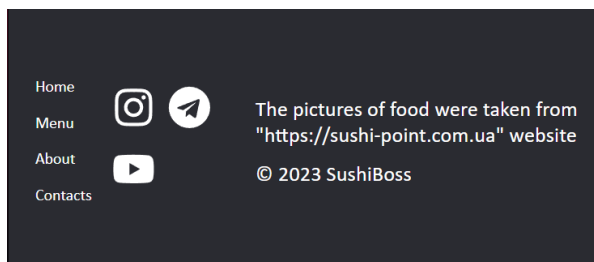 Home
Menu
About
Contacts
The pictures of food were taken from
"https://sushi-point.com.ua" website
© 2023 SushiBoss